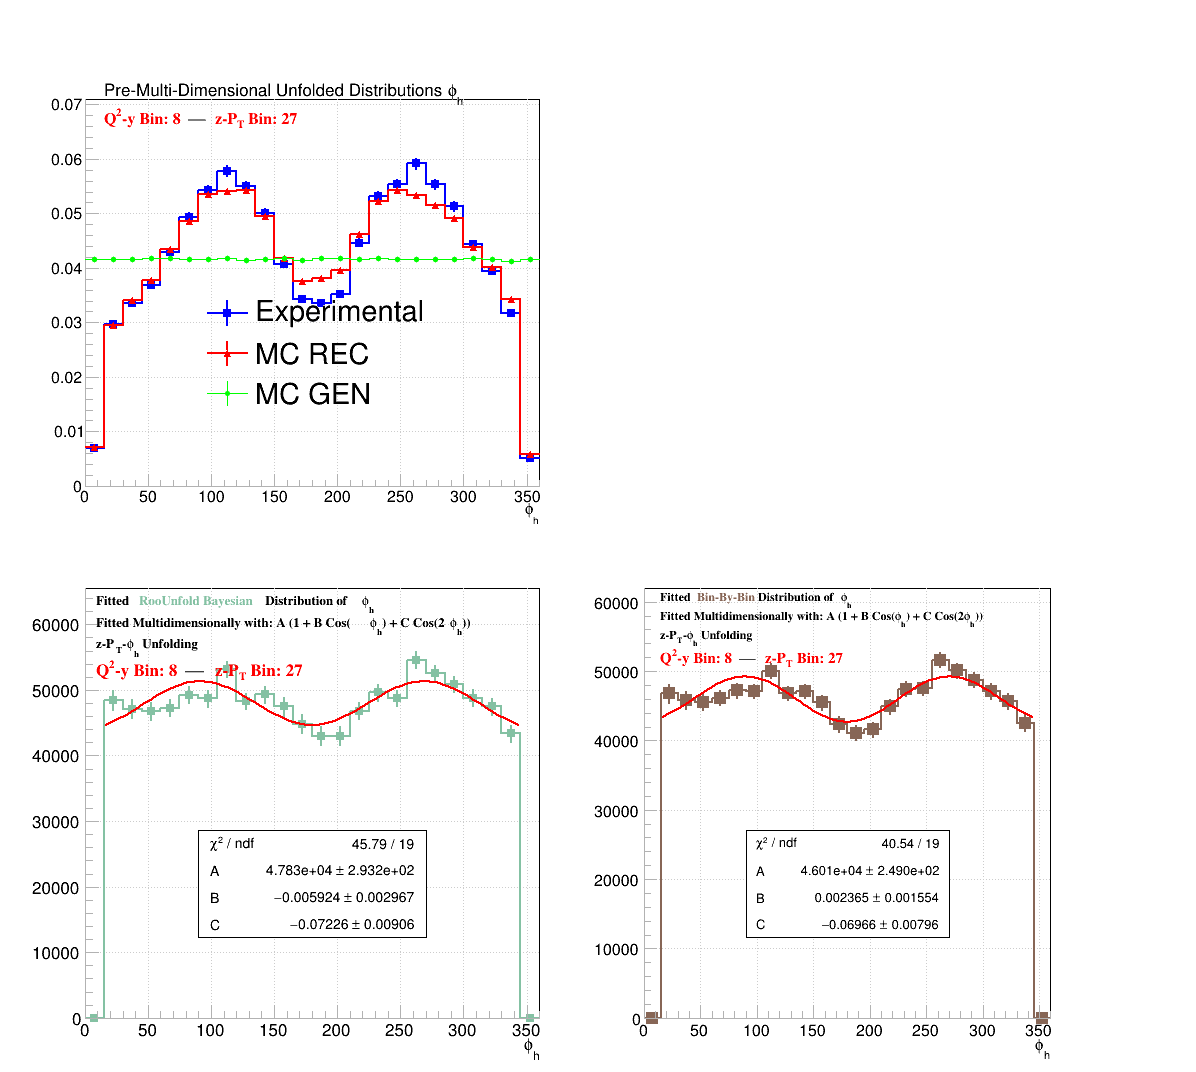 Pre-Multi-Dimensional Unfolded Distributions ϕh
Q²-y Bin: 8 — z-PT Bin: 27
0.07
0.06
0.05
0.04
0.03
0.02
0.01
0
Experimental
MC REC
MC GEN
0 50 100 150 200 250 300 350
ϕh
Fitted RooUnfold Bayesian Distribution of ϕh
Fitted Multidimensionally with: A (1 + B Cos( ϕh) + C Cos(2 ϕh))
z-PT-ϕh Unfolding
Q²-y Bin: 8 — z-PT Bin: 27
60000
50000
40000
30000
20000
10000
0
χ² / ndf 45.79 / 19
A 4.783e+04 ± 2.932e+02
B −0.005924 ± 0.002967
C −0.07226 ± 0.00906
0 50 100 150 200 250 300 350
ϕh
Fitted Bin-By-Bin Distribution of ϕh
Fitted Multidimensionally with: A (1 + B Cos(ϕh) + C Cos(2ϕh))
z-PT-ϕh Unfolding
Q²-y Bin: 8 — z-PT Bin: 27
60000
50000
40000
30000
20000
10000
0
χ² / ndf 40.54 / 19
A 4.601e+04 ± 2.490e+02
B 0.002365 ± 0.001554
C −0.06966 ± 0.00796
0 50 100 150 200 250 300 350
ϕh